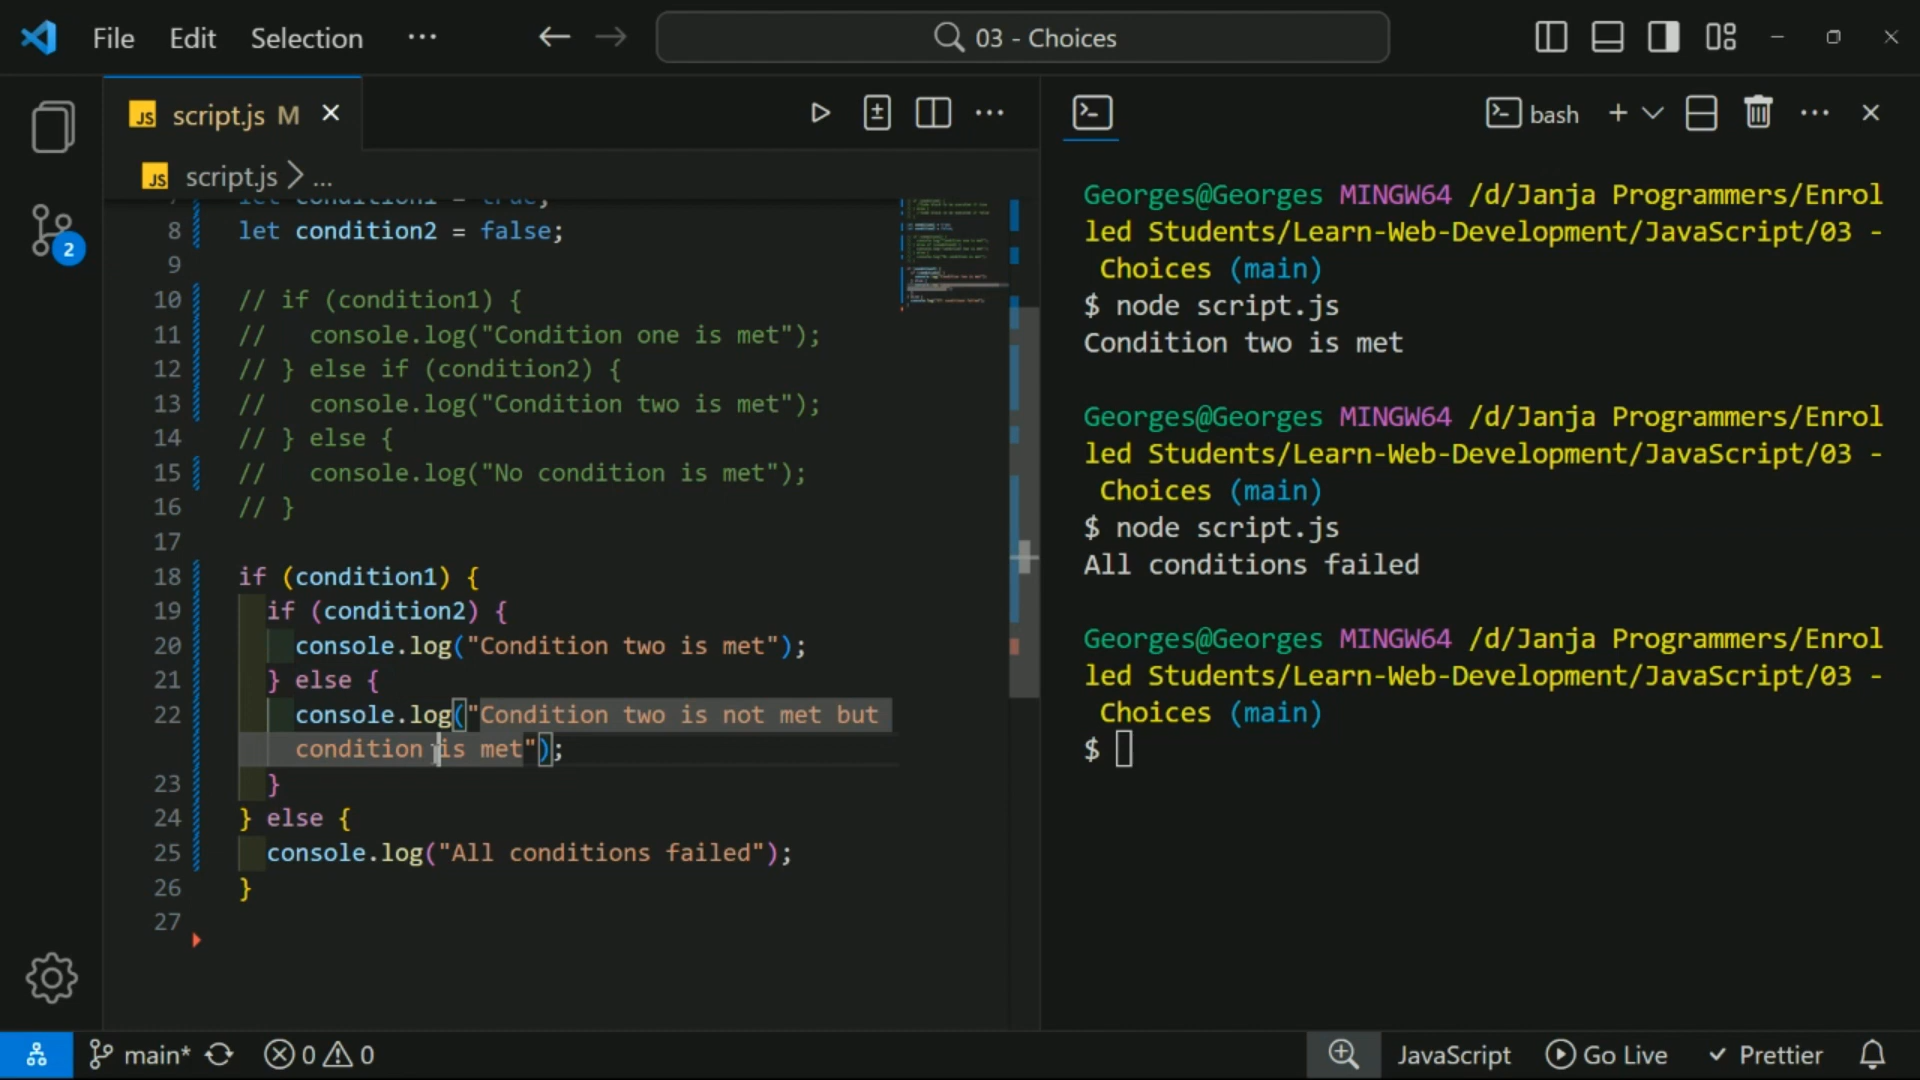 File Edit Selection ··· 03 - Choices
JS script.js M
JS script.js > ...
let condition1 = true;
8 let condition2 = false;
9
10 // if (condition1) {
11 //   console.log("Condition one is met");
12 // } else if (condition2) {
13 //   console.log("Condition two is met");
14 // } else {
15 //   console.log("No condition is met");
16 // }
17
18 if (condition1) {
19   if (condition2) {
20     console.log("Condition two is met");
21   } else {
22     console.log("Condition two is not met but
condition is met");
23   }
24 } else {
25   console.log("All conditions failed");
26 }
27
bash
Georges@Georges MINGW64 /d/Janja Programmers/Enrol
led Students/Learn-Web-Development/JavaScript/03 -
Choices (main)
$ node script.js
Condition two is met
Georges@Georges MINGW64 /d/Janja Programmers/Enrol
led Students/Learn-Web-Development/JavaScript/03 -
Choices (main)
$ node script.js
All conditions failed
Georges@Georges MINGW64 /d/Janja Programmers/Enrol
led Students/Learn-Web-Development/JavaScript/03 -
Choices (main)
$
2
main* 0 0 JavaScript Go Live Prettier